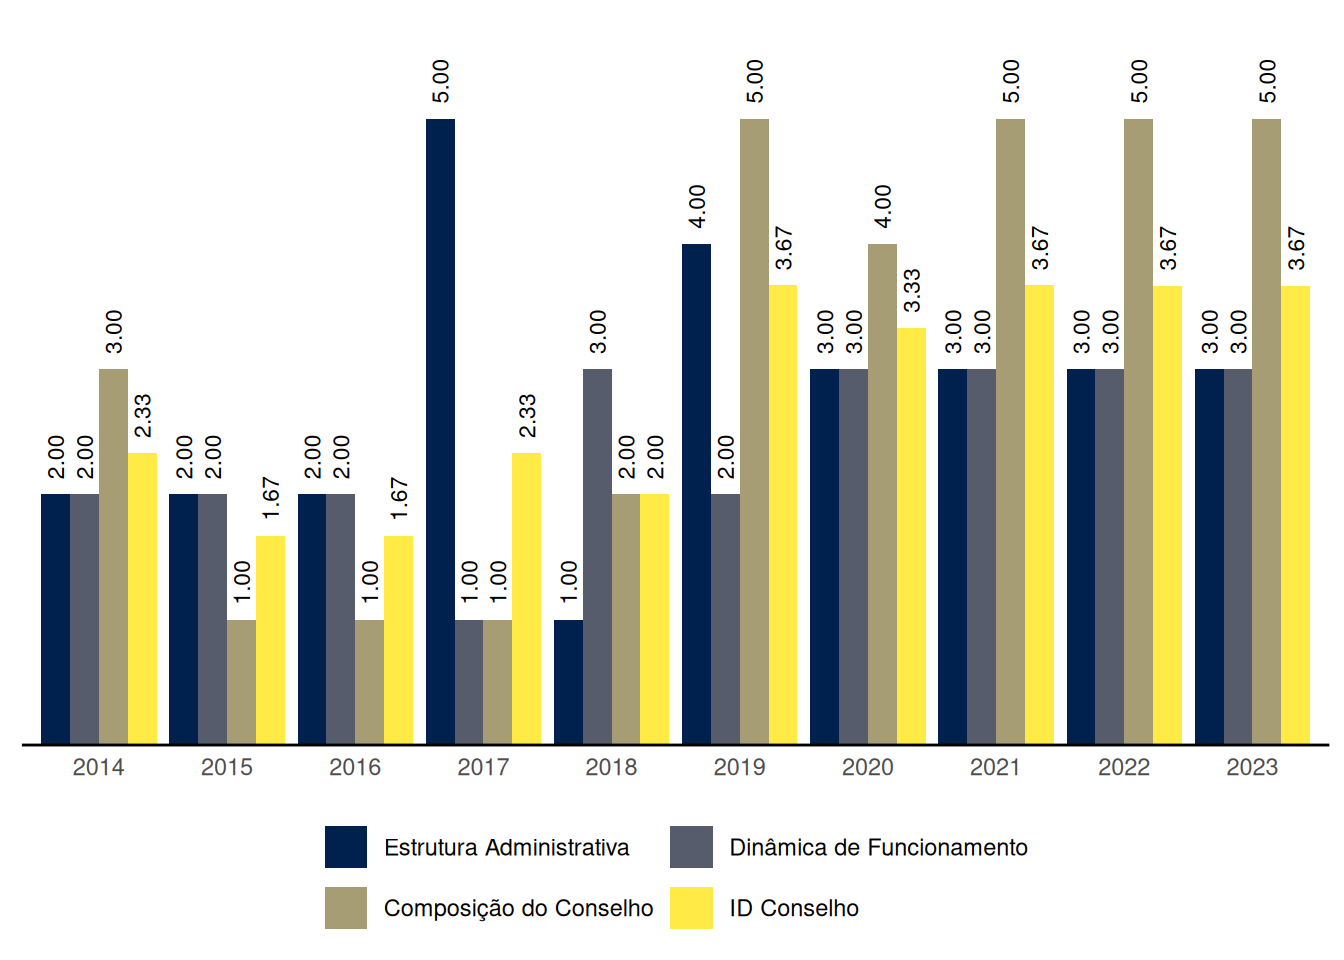 2.00 2.00 3.00 2.33
2.00 2.00 1.00 1.67
2.00 2.00 1.00 1.67
5.00 1.00 1.00 2.33
1.00 3.00 2.00 2.00
4.00 2.00 5.00 3.67
3.00 3.00 4.00 3.33
3.00 3.00 5.00 3.67
3.00 3.00 5.00 3.67
3.00 3.00 5.00 3.67
2014 2015 2016 2017 2018 2019 2020 2021 2022 2023
Estrutura Administrativa Dinâmica de Funcionamento
Composição do Conselho ID Conselho